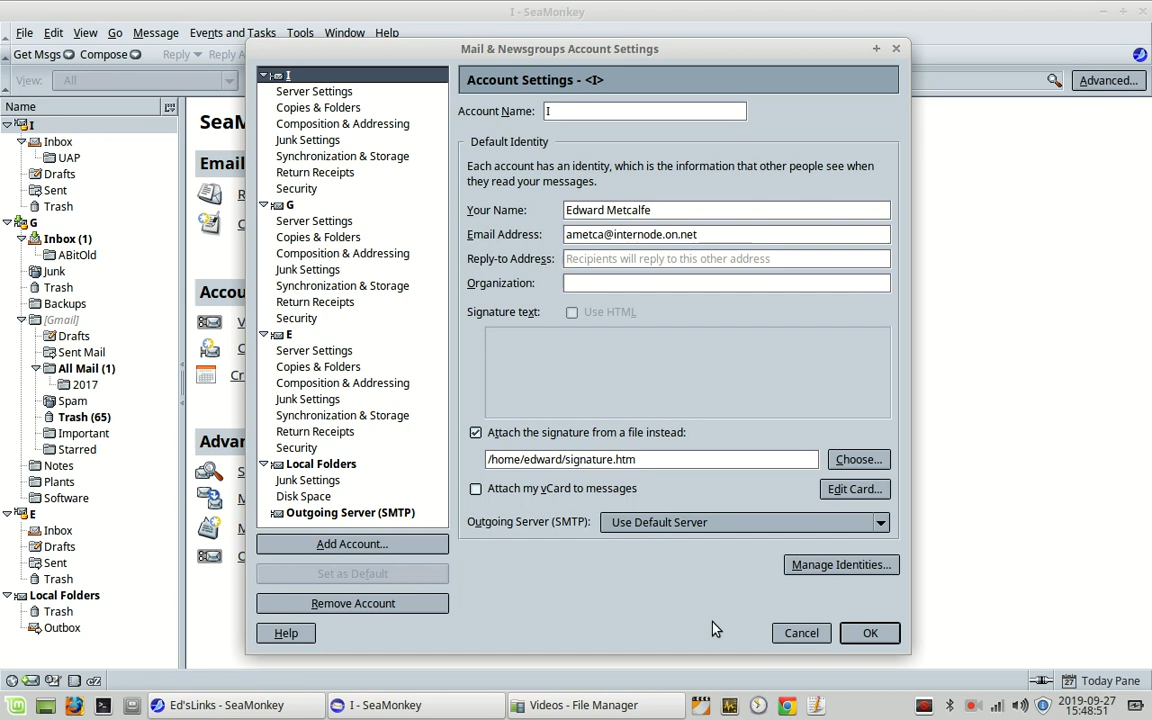 I - SeaMonkey
File Edit View Go Message Events and Tasks Tools Window Help
Get Msgs Compose Reply Reply A
View: All Advanced...
Name
I
Inbox
UAP
Drafts
Sent
Trash
G
Inbox (1)
ABitOld
Junk
Trash
Backups
[Gmail]
Drafts
Sent Mail
All Mail (1)
2017
Spam
Trash (65)
Important
Starred
Notes
Plants
Software
E
Inbox
Drafts
Sent
Trash
Local Folders
Trash
Outbox
SeaM
Email
R
C
Accou
V
C
Cr
Advan
S
M
M
C
Mail & Newsgroups Account Settings
I
Server Settings
Copies & Folders
Composition & Addressing
Junk Settings
Synchronization & Storage
Return Receipts
Security
G
Server Settings
Copies & Folders
Composition & Addressing
Junk Settings
Synchronization & Storage
Return Receipts
Security
E
Server Settings
Copies & Folders
Composition & Addressing
Junk Settings
Synchronization & Storage
Return Receipts
Security
Local Folders
Junk Settings
Disk Space
Outgoing Server (SMTP)
Add Account...
Set as Default
Remove Account
Help
Account Settings - <I>
Account Name: I
Default Identity
Each account has an identity, which is the information that other people see when
they read your messages.
Your Name: Edward Metcalfe
Email Address: ametca@internode.on.net
Reply-to Address: Recipients will reply to this other address
Organization:
Signature text: Use HTML
Attach the signature from a file instead:
/home/edward/signature.htm Choose...
Attach my vCard to messages Edit Card...
Outgoing Server (SMTP): Use Default Server
Manage Identities...
Cancel OK
Today Pane
Ed'sLinks - SeaMonkey I - SeaMonkey Videos - File Manager
2019-09-27
15:48:51